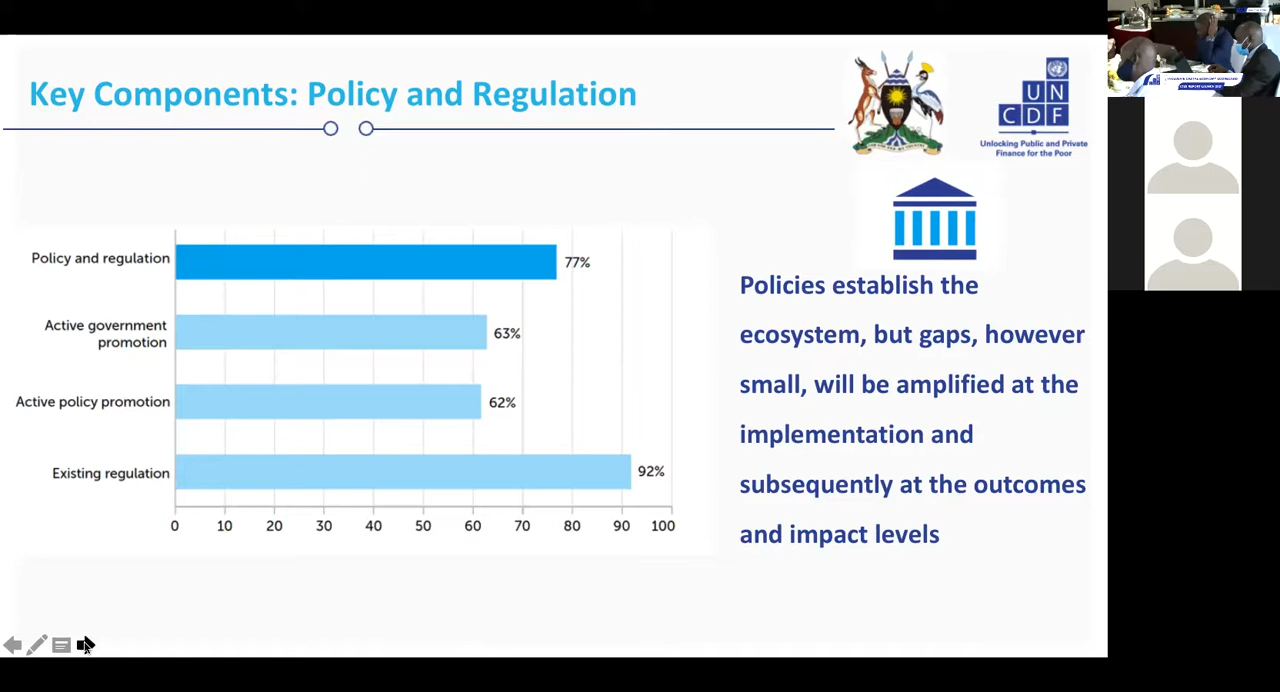 Key Components: Policy and Regulation
UN
CDF
Unlocking Public and Private
Finance for the Poor
Policy and regulation
77%
Active government
promotion
63%
Active policy promotion
62%
Existing regulation
92%
0 10 20 30 40 50 60 70 80 90 100
Policies establish the
ecosystem, but gaps, however
small, will be amplified at the
implementation and
subsequently at the outcomes
and impact levels